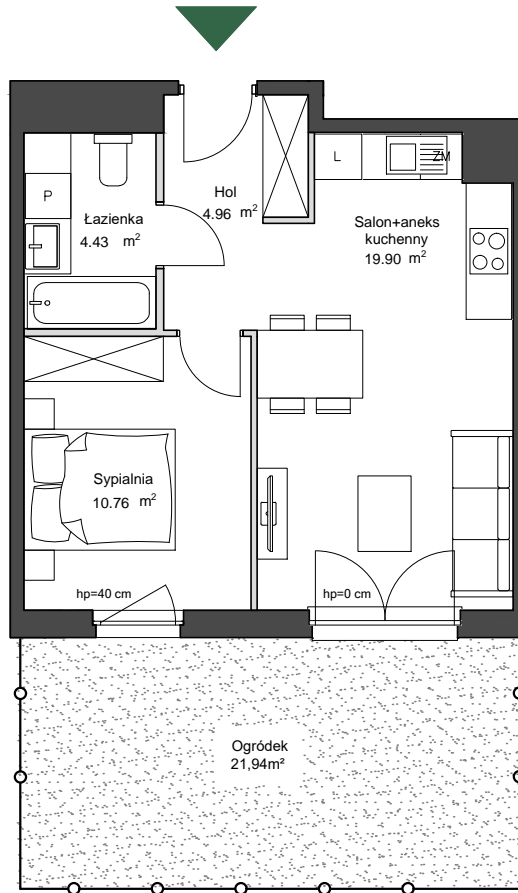 L
ZM
P
Hol
4.96 m²
Łazienka
4.43 m²
Salon+aneks
kuchenny
19.90 m²
Sypialnia
10.76 m²
hp=40 cm
hp=0 cm
Ogródek
21,94m²